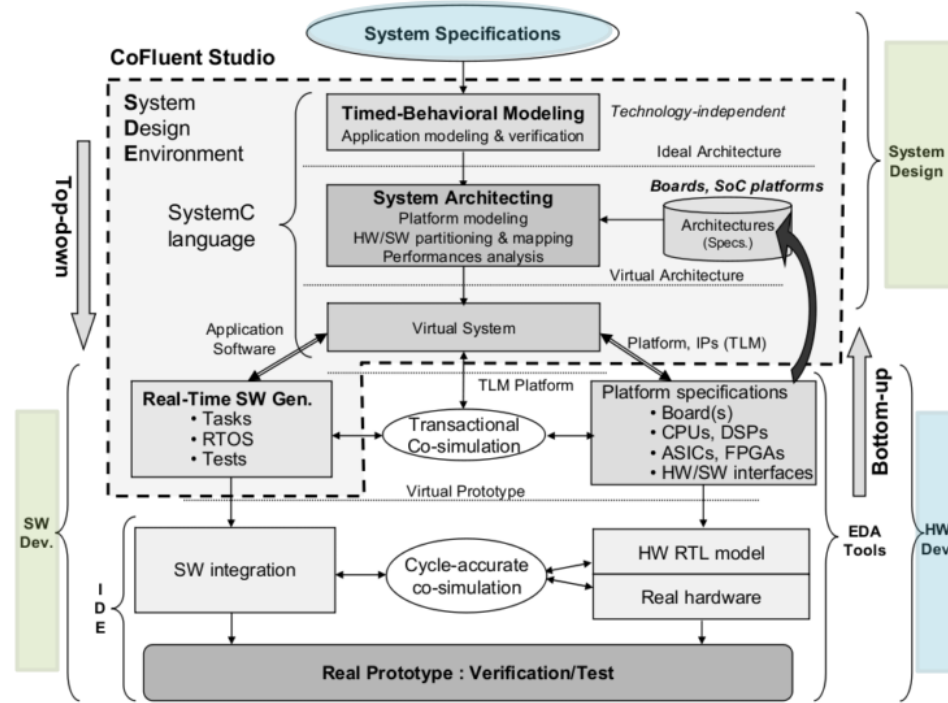 System Specifications
CoFluent Studio
System
Design
Environment
Timed-Behavioral Modeling
Application modeling & verification
Technology-independent
Ideal Architecture
System
Design
Top-down
SystemC
language
System Architecting
Platform modeling
HW/SW partitioning & mapping
Performances analysis
Boards, SoC platforms
Architectures
(Specs.)
Virtual Architecture
Application
Software
Virtual System
Platform, IPs (TLM)
TLM Platform
Real-Time SW Gen.
• Tasks
• RTOS
• Tests
Transactional
Co-simulation
Platform specifications
• Board(s)
• CPUs, DSPs
• ASICs, FPGAs
• HW/SW interfaces
Bottom-up
Virtual Prototype
SW
Dev.
EDA
Tools
HW
Dev
I
D
E
SW integration
Cycle-accurate
co-simulation
HW RTL model
Real hardware
Real Prototype : Verification/Test